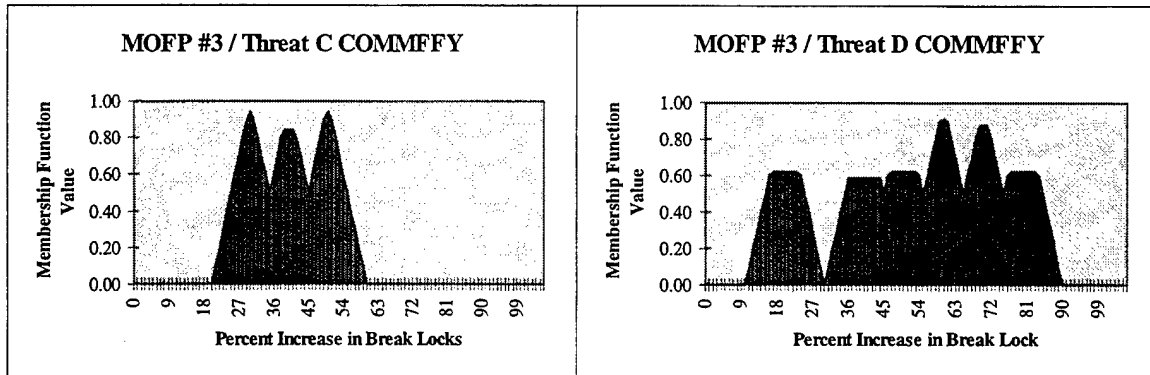 MOFP #3 / Threat C COMMFFY
1.00
0.80
0.60
0.40
0.20
0.00
Membership Function
Value
0 9 18 27 36 45 54 63 72 81 90 99
Percent Increase in Break Locks
MOFP #3 / Threat D COMMFFY
1.00
0.80
0.60
0.40
0.20
0.00
Membership Function
Value
0 9 18 27 36 45 54 63 72 81 90 99
Percent Increase in Break Lock